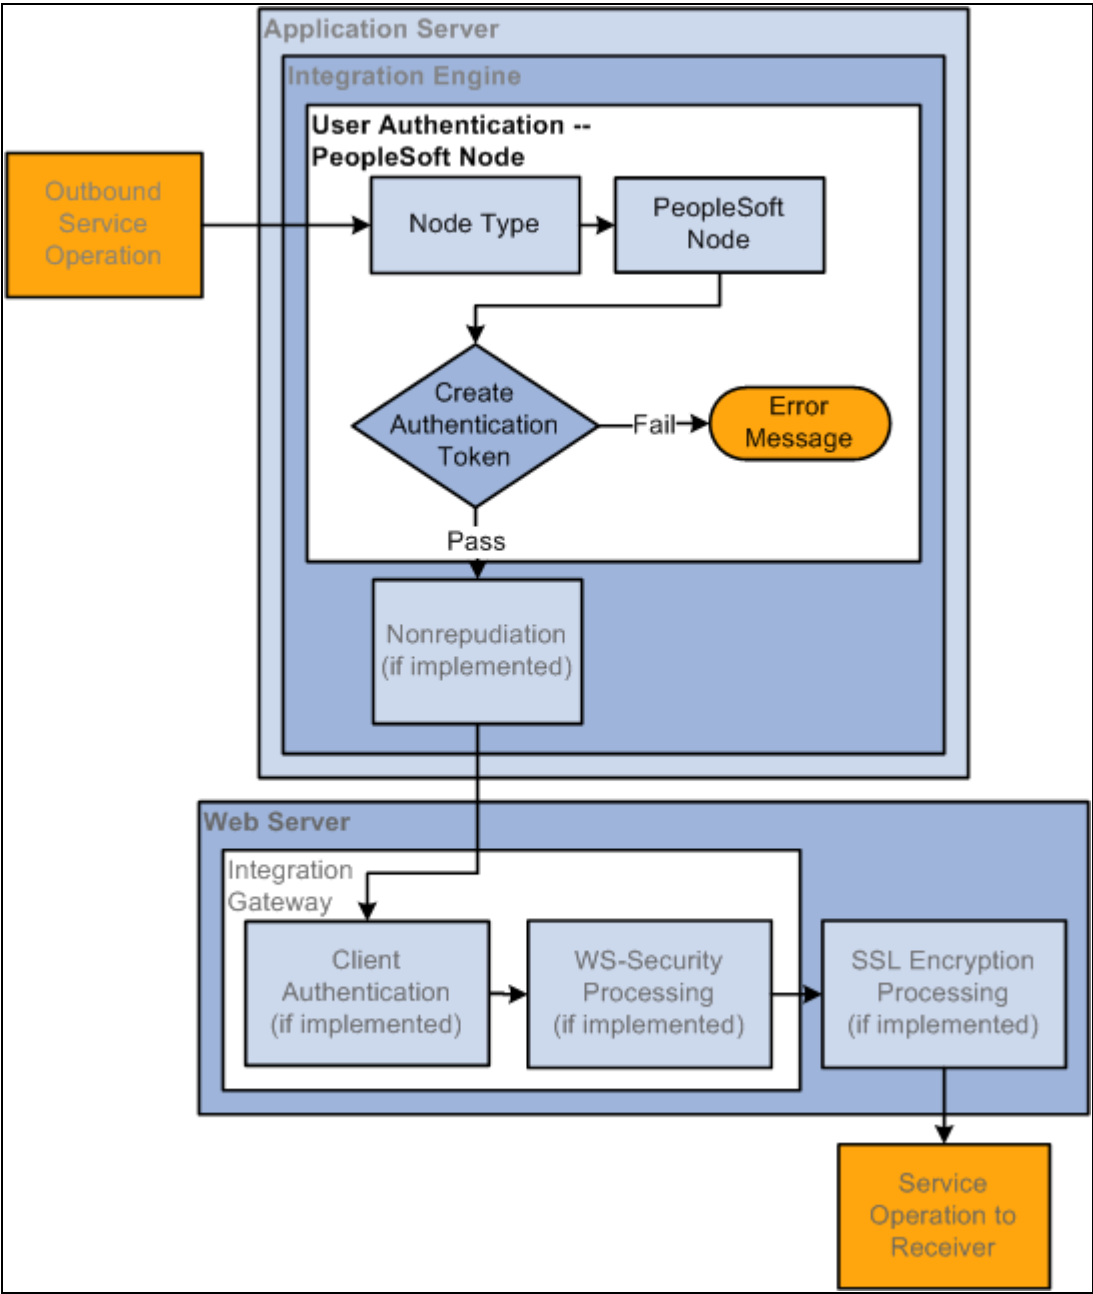 Application Server
Integration Engine
User Authentication --
PeopleSoft Node
Outbound
Service
Operation
Node Type
PeopleSoft
Node
Create
Authentication
Token
Fail
Error
Message
Pass
Nonrepudiation
(if implemented)
Web Server
Integration
Gateway
Client
Authentication
(if implemented)
WS-Security
Processing
(if implemented)
SSL Encryption
Processing
(if implemented)
Service
Operation to
Receiver